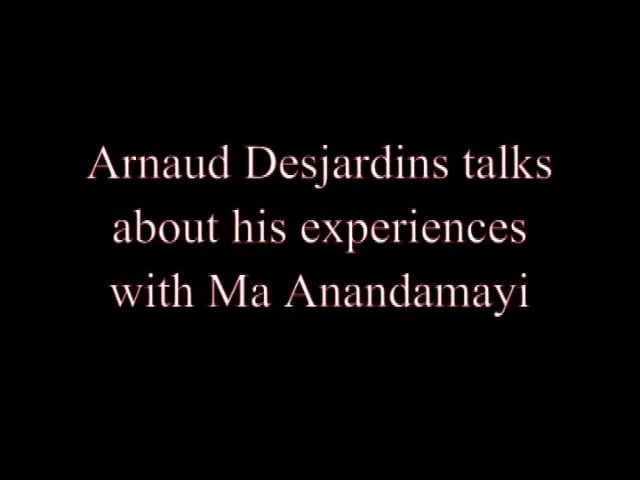 Arnaud Desjardins talks
about his experiences
with Ma Anandamayi